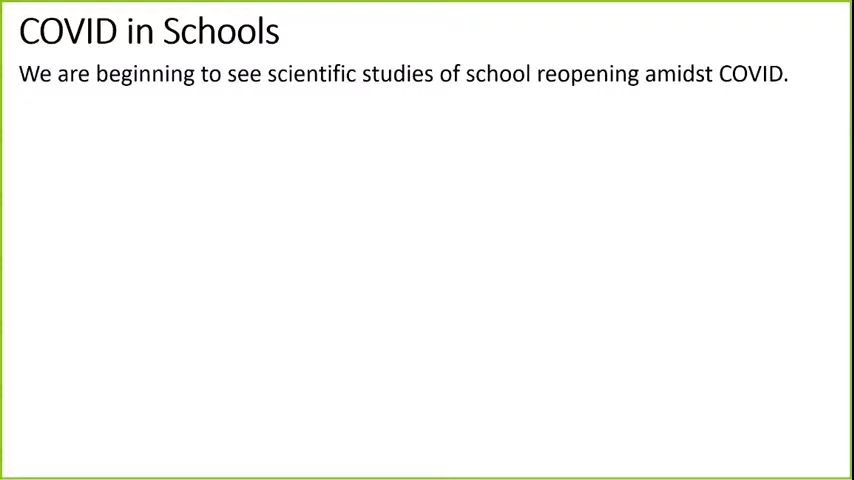 COVID in Schools
We are beginning to see scientific studies of school reopening amidst COVID.